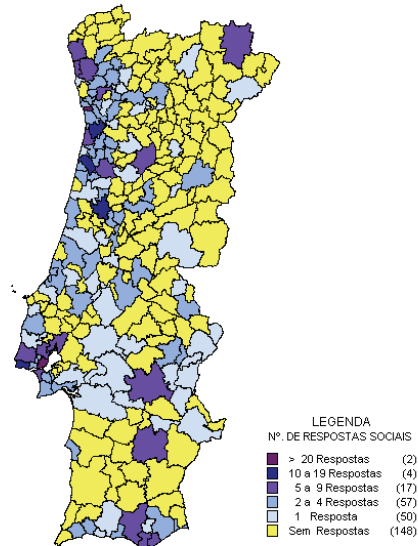 LEGENDA
Nº. DE RESPOSTAS SOCIAIS
> 20 Respostas (2)
10 a 19 Respostas (4)
5 a 9 Respostas (17)
2 a 4 Respostas (57)
1 Resposta (50)
Sem Respostas (148)